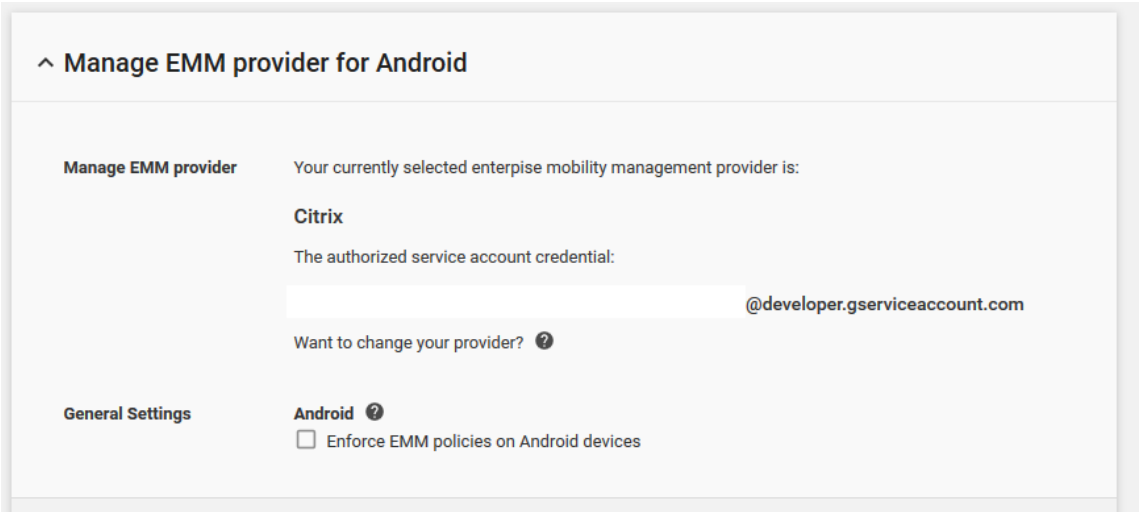 Manage EMM provider for Android
Manage EMM provider
Your currently selected enterpise mobility management provider is:
Citrix
The authorized service account credential:
@developer.gserviceaccount.com
Want to change your provider? ?
General Settings
Android ?
Enforce EMM policies on Android devices